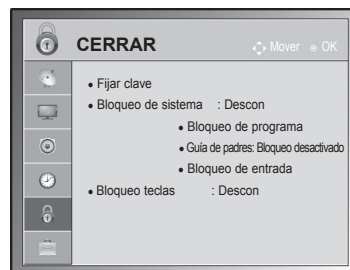 CERRAR
Mover OK
• Fijar clave
• Bloqueo de sistema : Descon
• Bloqueo de programa
• Guía de padres: Bloqueo desactivado
• Bloqueo de entrada
• Bloqueo teclas : Descon